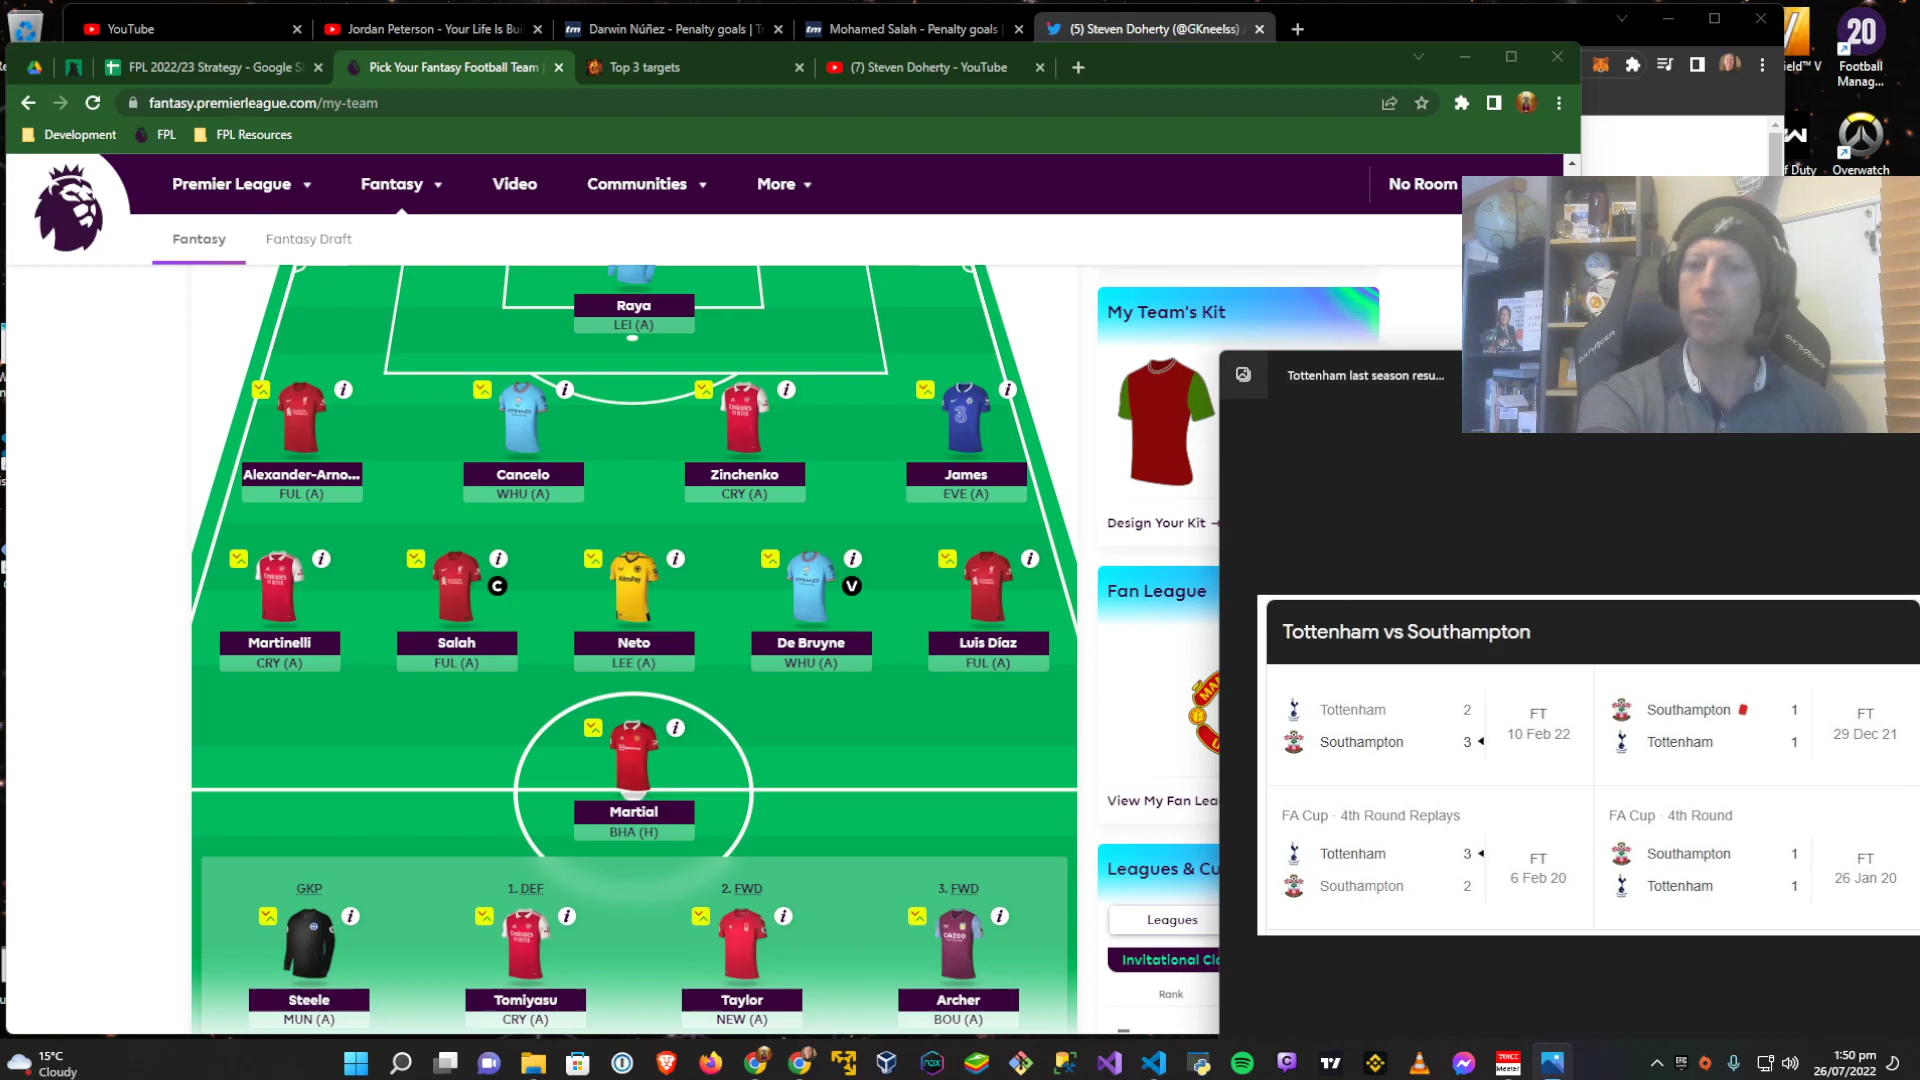 YouTube
Jordan Peterson - Your Life Is Bui
Darwin Núñez - Penalty goals | T
Mohamed Salah - Penalty goals |
(5) Steven Doherty (@GKneelss) /
FPL 2022/23 Strategy - Google S
Pick Your Fantasy Football Team |
Top 3 targets
(7) Steven Doherty - YouTube
fantasy.premierleague.com/my-team
Development
FPL
FPL Resources
20
ield™ V
Football
Manag...
f Duty
Overwatch
Premier League
Fantasy
Video
Communities
More
No Room
Fantasy
Fantasy Draft
Raya
LEI (A)
Alexander-Arno...
FUL (A)
Cancelo
WHU (A)
Zinchenko
CRY (A)
James
EVE (A)
Martinelli
CRY (A)
Salah
FUL (A)
C
Neto
LEE (A)
De Bruyne
WHU (A)
V
Luis Díaz
FUL (A)
Martial
BHA (H)
GKP
1. DEF
2. FWD
3. FWD
Steele
MUN (A)
Tomiyasu
CRY (A)
Taylor
NEW (A)
Archer
BOU (A)
My Team's Kit
Design Your Kit
Fan League
View My Fan Lea
Leagues & Cu
Leagues
Invitational Cla
Rank
Tottenham last season resu...
Tottenham vs Southampton
Tottenham 2
Southampton 3
FT
10 Feb 22
Southampton 1
Tottenham 1
FT
29 Dec 21
FA Cup · 4th Round Replays
Tottenham 3
Southampton 2
FT
6 Feb 20
FA Cup · 4th Round
Southampton 1
Tottenham 1
FT
26 Jan 20
15°C
Cloudy
1:50 pm
26/07/2022